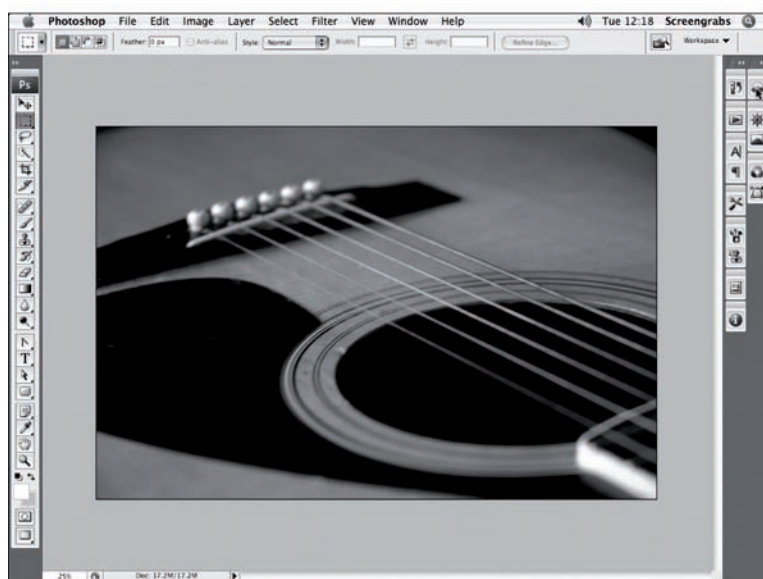 Photoshop File Edit Image Layer Select Filter View Window Help Tue 12:18 Screengrabs
Feather: 0 px Anti-alias Style: Normal Width: Height: Refine Edge... Workspace
Ps
A
T
25% Doc: 17.2M/17.2M